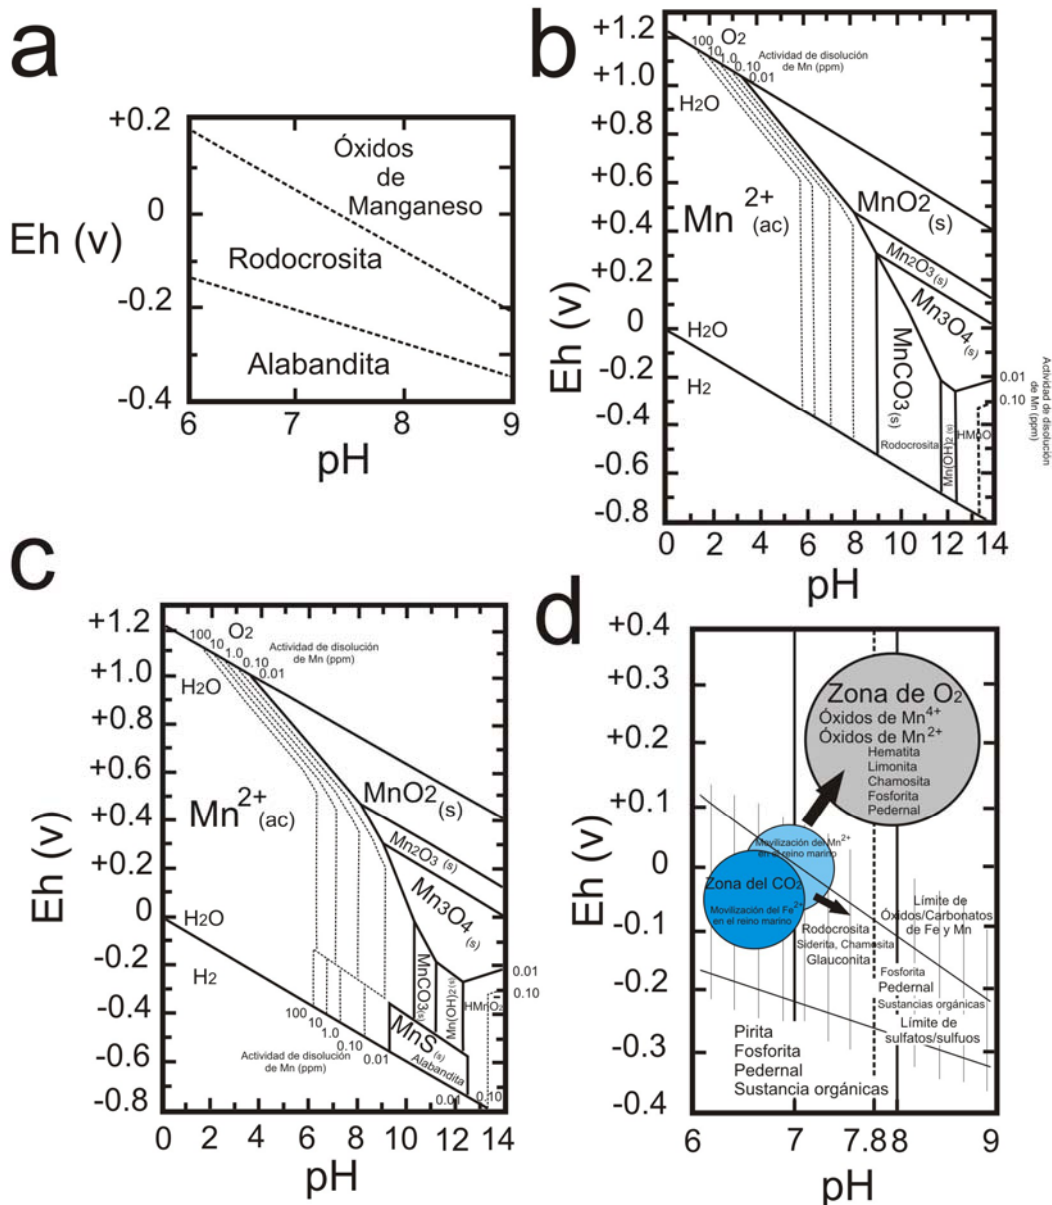 a
+0.2
0
-0.2
-0.4
Eh (v)
Óxidos
de
Manganeso
Rodocrosita
Alabandita
6
7
8
9
pH
b
+1.2
+1.0
+0.8
+0.6
+0.4
+0.2
0
-0.2
-0.4
-0.6
-0.8
Eh (v)
100
10
1.0
0.10
0.01
O2
Actividad de disolución
de Mn (ppm)
H2O
Mn 2+ (ac)
MnO2 (s)
Mn2O3 (s)
Mn3O4 (s)
H2O
H2
MnCO3 (s)
Rodocrosita
Mn(OH)2 (s)
HMnO
0.01
0.10
Actividad de disolución
de Mn (ppm)
0
2
4
6
8
10
12
14
pH
c
+1.2
+1.0
+0.8
+0.6
+0.4
+0.2
0
-0.2
-0.4
-0.6
-0.8
Eh (v)
100
10
1.0
0.10
0.01
O2
Actividad de disolución
de Mn (ppm)
H2O
Mn2+ (ac)
MnO2 (s)
Mn2O3 (s)
Mn3O4 (s)
H2O
H2
MnCO3(s)
Mn(OH)2 (s)
HMnO2
0.01
0.10
MnS (s)
Alabandita
100
10
1.0
0.10
0.01
Actividad de disolución
de Mn (ppm)
0.01
0.10
0
2
4
6
8
10
12
14
pH
d
+0.4
+0.3
+0.2
+0.1
0
-0.1
-0.2
-0.3
-0.4
Eh (v)
Zona de O2
Óxidos de Mn4+
Óxidos de Mn2+
Hematita
Limonita
Chamosita
Fosforita
Pedernal
Movilización del Mn2+
en el reino marino
Zona del CO2
Movilización del Fe2+
en el reino marino
Rodocrosita
Siderita, Chamosita
Glauconita
Límite de
Óxidos/Carbonatos
de Fe y Mn
Fosforita
Pedernal
Sustancias orgánicas
Límite de
sulfatos/sulfuos
Pirita
Fosforita
Pedernal
Sustancia orgánicas
6
7
7.8
8
9
pH